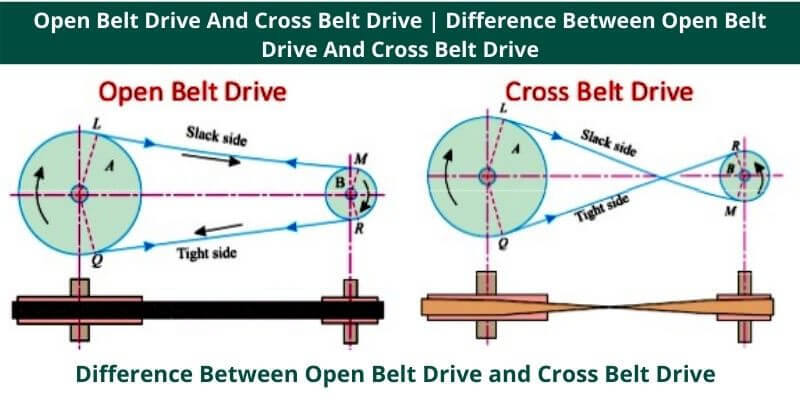 Open Belt Drive And Cross Belt Drive | Difference Between Open Belt
Drive And Cross Belt Drive
Open Belt Drive
Cross Belt Drive
L
Slack side
A
M
B
R
Q
Tight side
L
Slack side
A
R
B
Tight side
M
Q
Difference Between Open Belt Drive and Cross Belt Drive